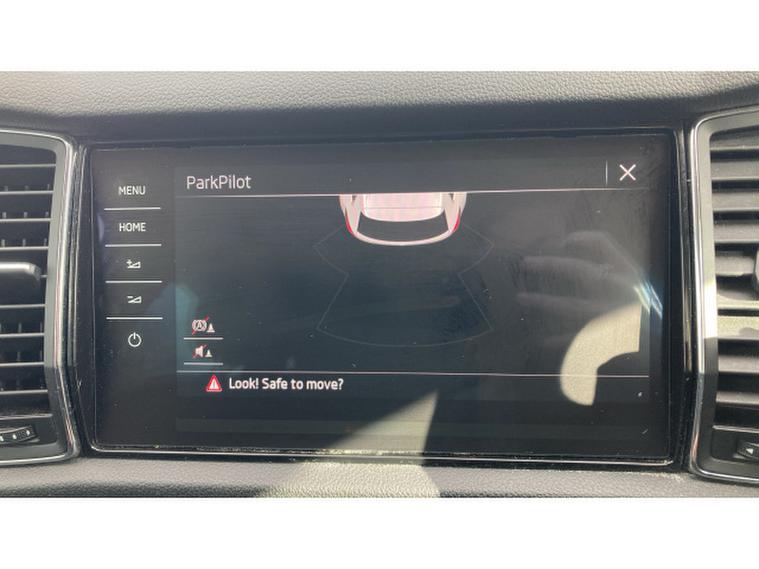 ParkPilot
MENU
HOME
Look! Safe to move?